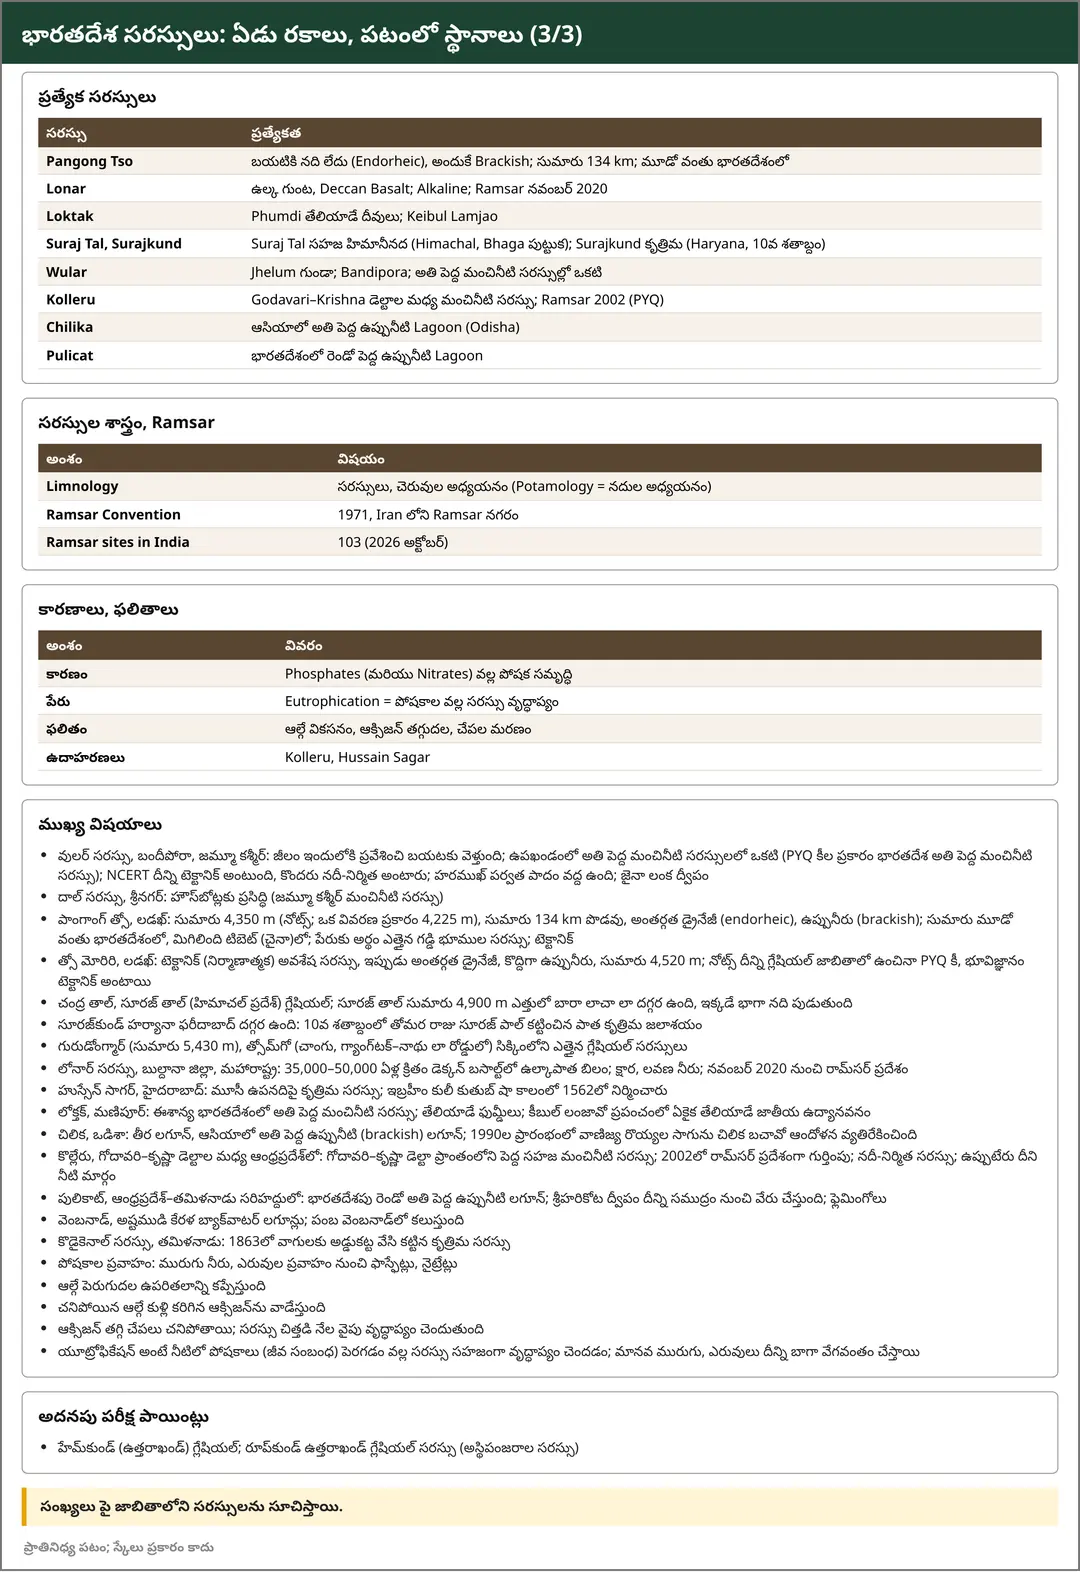 భారతదేశ సరస్సులు: ఏడు రకాలు, పటంలో స్థానాలు (3/3)
ప్రత్యేక సరస్సులు
సరస్సు ప్రత్యేకత
Pangong Tso బయటికి నది లేదు (Endorheic), అందుకే Brackish; సుమారు 134 km; మూడో వంతు భారతదేశంలో
Lonar ఉల్క గుంట, Deccan Basalt; Alkaline; Ramsar నవంబర్ 2020
Loktak Phumdi తేలియాడే దీవులు; Keibul Lamjao
Suraj Tal, Surajkund Suraj Tal సహజ హిమానీనద (Himachal, Bhaga పుట్టుక); Surajkund కృత్రిమ (Haryana, 10వ శతాబ్దం)
Wular Jhelum గుండా; Bandipora; అతి పెద్ద మంచినీటి సరస్సుల్లో ఒకటి
Kolleru Godavari–Krishna డెల్టాల మధ్య మంచినీటి సరస్సు; Ramsar 2002 (PYQ)
Chilika ఆసియాలో అతి పెద్ద ఉప్పునీటి Lagoon (Odisha)
Pulicat భారతదేశంలో రెండో పెద్ద ఉప్పునీటి Lagoon
సరస్సుల శాస్త్రం, Ramsar
అంశం విషయం
Limnology సరస్సులు, చెరువుల అధ్యయనం (Potamology = నదుల అధ్యయనం)
Ramsar Convention 1971, Iran లోని Ramsar నగరం
Ramsar sites in India 103 (2026 అక్టోబర్)
కారణాలు, ఫలితాలు
అంశం వివరం
కారణం Phosphates (మరియు Nitrates) వల్ల పోషక సమృద్ధి
పేరు Eutrophication = పోషకాల వల్ల సరస్సు వృద్ధాప్యం
ఫలితం ఆల్గే వికసనం, ఆక్సిజన్ తగ్గుదల, చేపల మరణం
ఉదాహరణలు Kolleru, Hussain Sagar
ముఖ్య విషయాలు
• వులర్ సరస్సు, బందీపోరా, జమ్మూ కశ్మీర్: జీలం ఇందులోకి ప్రవేశించి బయటకు వెళ్తుంది; ఉపఖండంలో అతి పెద్ద మంచినీటి సరస్సులలో ఒకటి (PYQ కీల ప్రకారం భారతదేశ అతి పెద్ద మంచినీటి
సరస్సు); NCERT దీన్ని టెక్టానిక్ అంటుంది, కొందరు నదీ-నిర్మిత అంటారు; హరముఖ్ పర్వత పాదం వద్ద ఉంది; జైనా లంక ద్వీపం
• దాల్ సరస్సు, శ్రీనగర్: హౌస్‌బోట్లకు ప్రసిద్ధి (జమ్మూ కశ్మీర్ మంచినీటి సరస్సు)
• పాంగాంగ్ త్సో, లడఖ్: సుమారు 4,350 m (నోట్స్; ఒక వివరణ ప్రకారం 4,225 m), సుమారు 134 km పొడవు, అంతర్గత డ్రైనేజీ (endorheic), ఉప్పునీరు (brackish); సుమారు మూడో
వంతు భారతదేశంలో, మిగిలింది టిబెట్ (చైనా)లో; పేరుకు అర్థం ఎత్తైన గడ్డి భూముల సరస్సు; టెక్టానిక్
• త్సో మోరిరి, లడఖ్: టెక్టానిక్ (నిర్మాణాత్మక) అవశేష సరస్సు, ఇప్పుడు అంతర్గత డ్రైనేజీ, కొద్దిగా ఉప్పునీరు, సుమారు 4,520 m; నోట్స్ దీన్ని గ్లేషియల్ జాబితాలో ఉంచినా PYQ కీ, భూవిజ్ఞానం
టెక్టానిక్ అంటాయి
• చంద్ర తాల్, సూరజ్ తాల్ (హిమాచల్ ప్రదేశ్) గ్లేషియల్; సూరజ్ తాల్ సుమారు 4,900 m ఎత్తులో బారా లాచా లా దగ్గర ఉంది, ఇక్కడే భాగా నది పుడుతుంది
• సూరజ్‌కుండ్ హర్యానా ఫరీదాబాద్ దగ్గర ఉంది: 10వ శతాబ్దంలో తోమర రాజు సూరజ్ పాల్ కట్టించిన పాత కృత్రిమ జలాశయం
• గురుడోంగ్మార్ (సుమారు 5,430 m), త్సోమ్‌గో (చాంగు, గ్యాంగ్‌టక్–నాథు లా రోడ్డులో) సిక్కింలోని ఎత్తైన గ్లేషియల్ సరస్సులు
• లోనార్ సరస్సు, బుల్దానా జిల్లా, మహారాష్ట్ర: 35,000–50,000 ఏళ్ల క్రితం డెక్కన్ బసాల్ట్‌లో ఉల్కాపాత బిలం; క్షార, లవణ నీరు; నవంబర్ 2020 నుంచి రామ్‌సర్ ప్రదేశం
• హుస్సేన్ సాగర్, హైదరాబాద్: మూసీ ఉపనదిపై కృత్రిమ సరస్సు; ఇబ్రహీం కులీ కుతుబ్ షా కాలంలో 1562లో నిర్మించారు
• లోక్తక్, మణిపూర్: ఈశాన్య భారతదేశంలో అతి పెద్ద మంచినీటి సరస్సు; తేలియాడే ఫుమ్డీలు; కీబుల్ లంజావో ప్రపంచంలో ఏకైక తేలియాడే జాతీయ ఉద్యానవనం
• చిలిక, ఒడిశా: తీర లగూన్, ఆసియాలో అతి పెద్ద ఉప్పునీటి (brackish) లగూన్; 1990ల ప్రారంభంలో వాణిజ్య రొయ్యల సాగును చిలిక బచావో ఆందోళన వ్యతిరేకించింది
• కొల్లేరు, గోదావరి–కృష్ణా డెల్టాల మధ్య ఆంధ్రప్రదేశ్‌లో: గోదావరి–కృష్ణా డెల్టా ప్రాంతంలోని పెద్ద సహజ మంచినీటి సరస్సు; 2002లో రామ్‌సర్ ప్రదేశంగా గుర్తింపు; నదీ-నిర్మిత సరస్సు; ఉప్పుటేరు దీని
నీటి మార్గం
• పులికాట్, ఆంధ్రప్రదేశ్–తమిళనాడు సరిహద్దులో: భారతదేశపు రెండో అతి పెద్ద ఉప్పునీటి లగూన్; శ్రీహరికోట ద్వీపం దీన్ని సముద్రం నుంచి వేరు చేస్తుంది; ఫ్లెమింగోలు
• వెంబనాడ్, అష్టముడి కేరళ బ్యాక్‌వాటర్ లగూన్లు; పంబ వెంబనాడ్‌లో కలుస్తుంది
• కొడైకెనాల్ సరస్సు, తమిళనాడు: 1863లో వాగులకు అడ్డుకట్ట వేసి కట్టిన కృత్రిమ సరస్సు
• పోషకాల ప్రవాహం: మురుగు నీరు, ఎరువుల ప్రవాహం నుంచి ఫాస్ఫేట్లు, నైట్రేట్లు
• ఆల్గే పెరుగుదల ఉపరితలాన్ని కప్పేస్తుంది
• చనిపోయిన ఆల్గే కుళ్లి కరిగిన ఆక్సిజన్‌ను వాడేస్తుంది
• ఆక్సిజన్ తగ్గి చేపలు చనిపోతాయి; సరస్సు చిత్తడి నేల వైపు వృద్ధాప్యం చెందుతుంది
• యూట్రోఫికేషన్ అంటే నీటిలో పోషకాలు (జీవ సంబంధ) పెరగడం వల్ల సరస్సు సహజంగా వృద్ధాప్యం చెందడం; మానవ మురుగు, ఎరువులు దీన్ని బాగా వేగవంతం చేస్తాయి
అదనపు పరీక్ష పాయింట్లు
• హేమ్‌కుండ్ (ఉత్తరాఖండ్) గ్లేషియల్; రూప్‌కుండ్ ఉత్తరాఖండ్ గ్లేషియల్ సరస్సు (అస్థిపంజరాల సరస్సు)
సంఖ్యలు పై జాబితాలోని సరస్సులను సూచిస్తాయి.
ప్రాతినిధ్య పటం; స్కేలు ప్రకారం కాదు